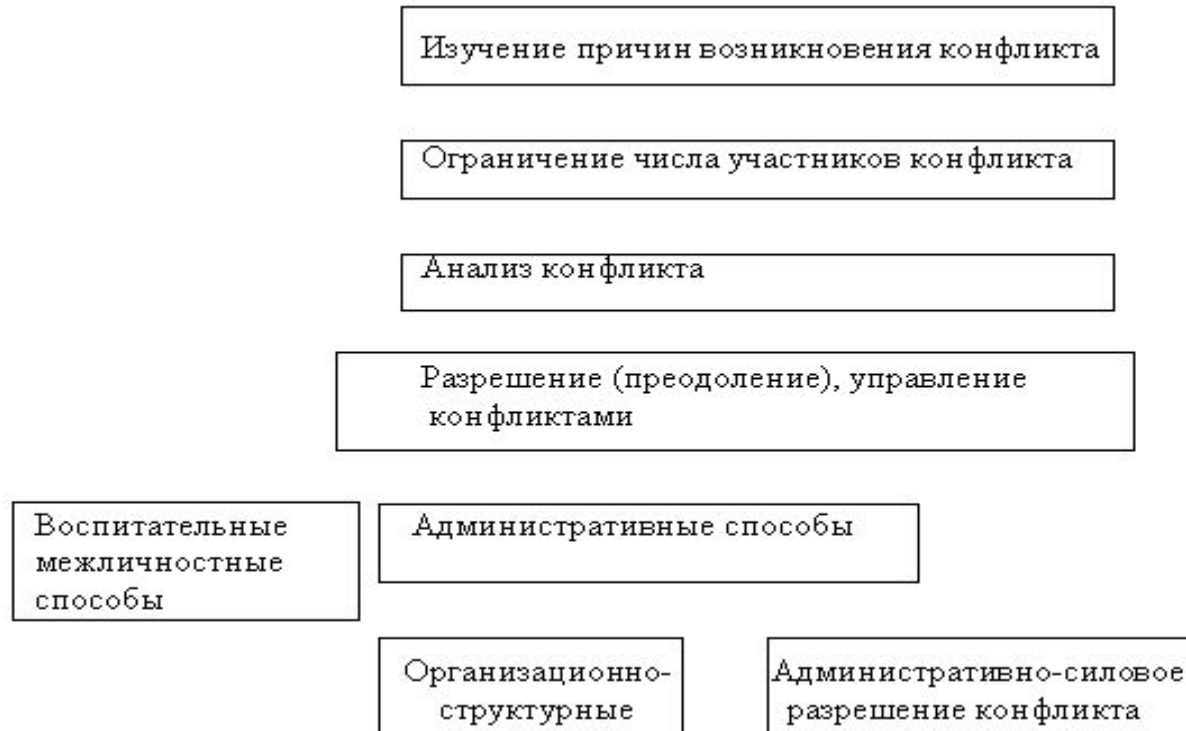 Изучение причин возникновения конфликта
Ограничение числа участников конфликта
Анализ конфликта
Разрешение (преодоление), управление
конфликтами
Воспитательные
межличностные
способы
Административные способы
Организационно-
структурные
Административно-силовое
разрешение конфликта